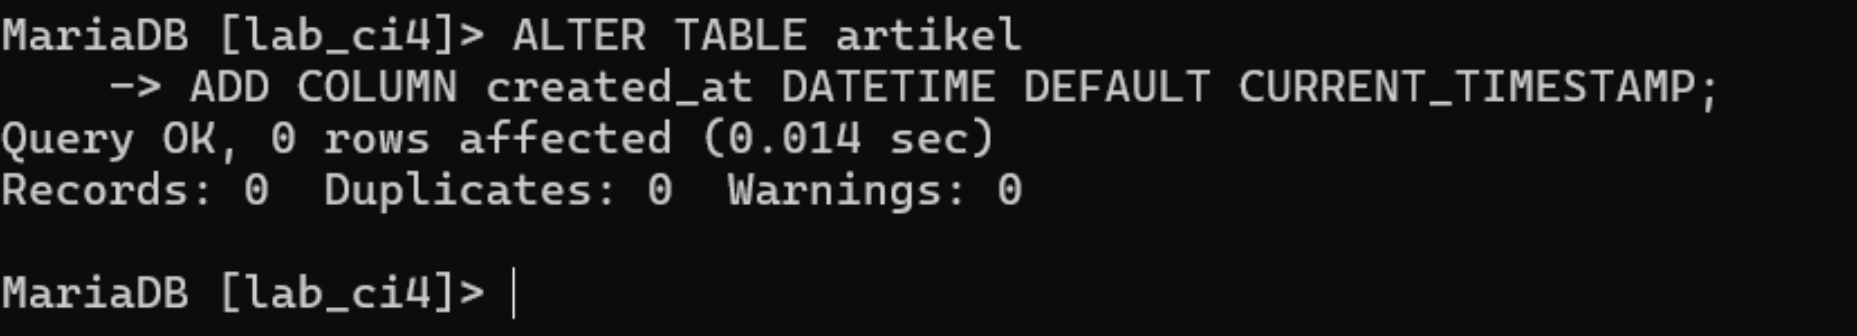 MariaDB [lab_ci4]> ALTER TABLE artikel
    -> ADD COLUMN created_at DATETIME DEFAULT CURRENT_TIMESTAMP;
Query OK, 0 rows affected (0.014 sec)
Records: 0  Duplicates: 0  Warnings: 0
MariaDB [lab_ci4]>